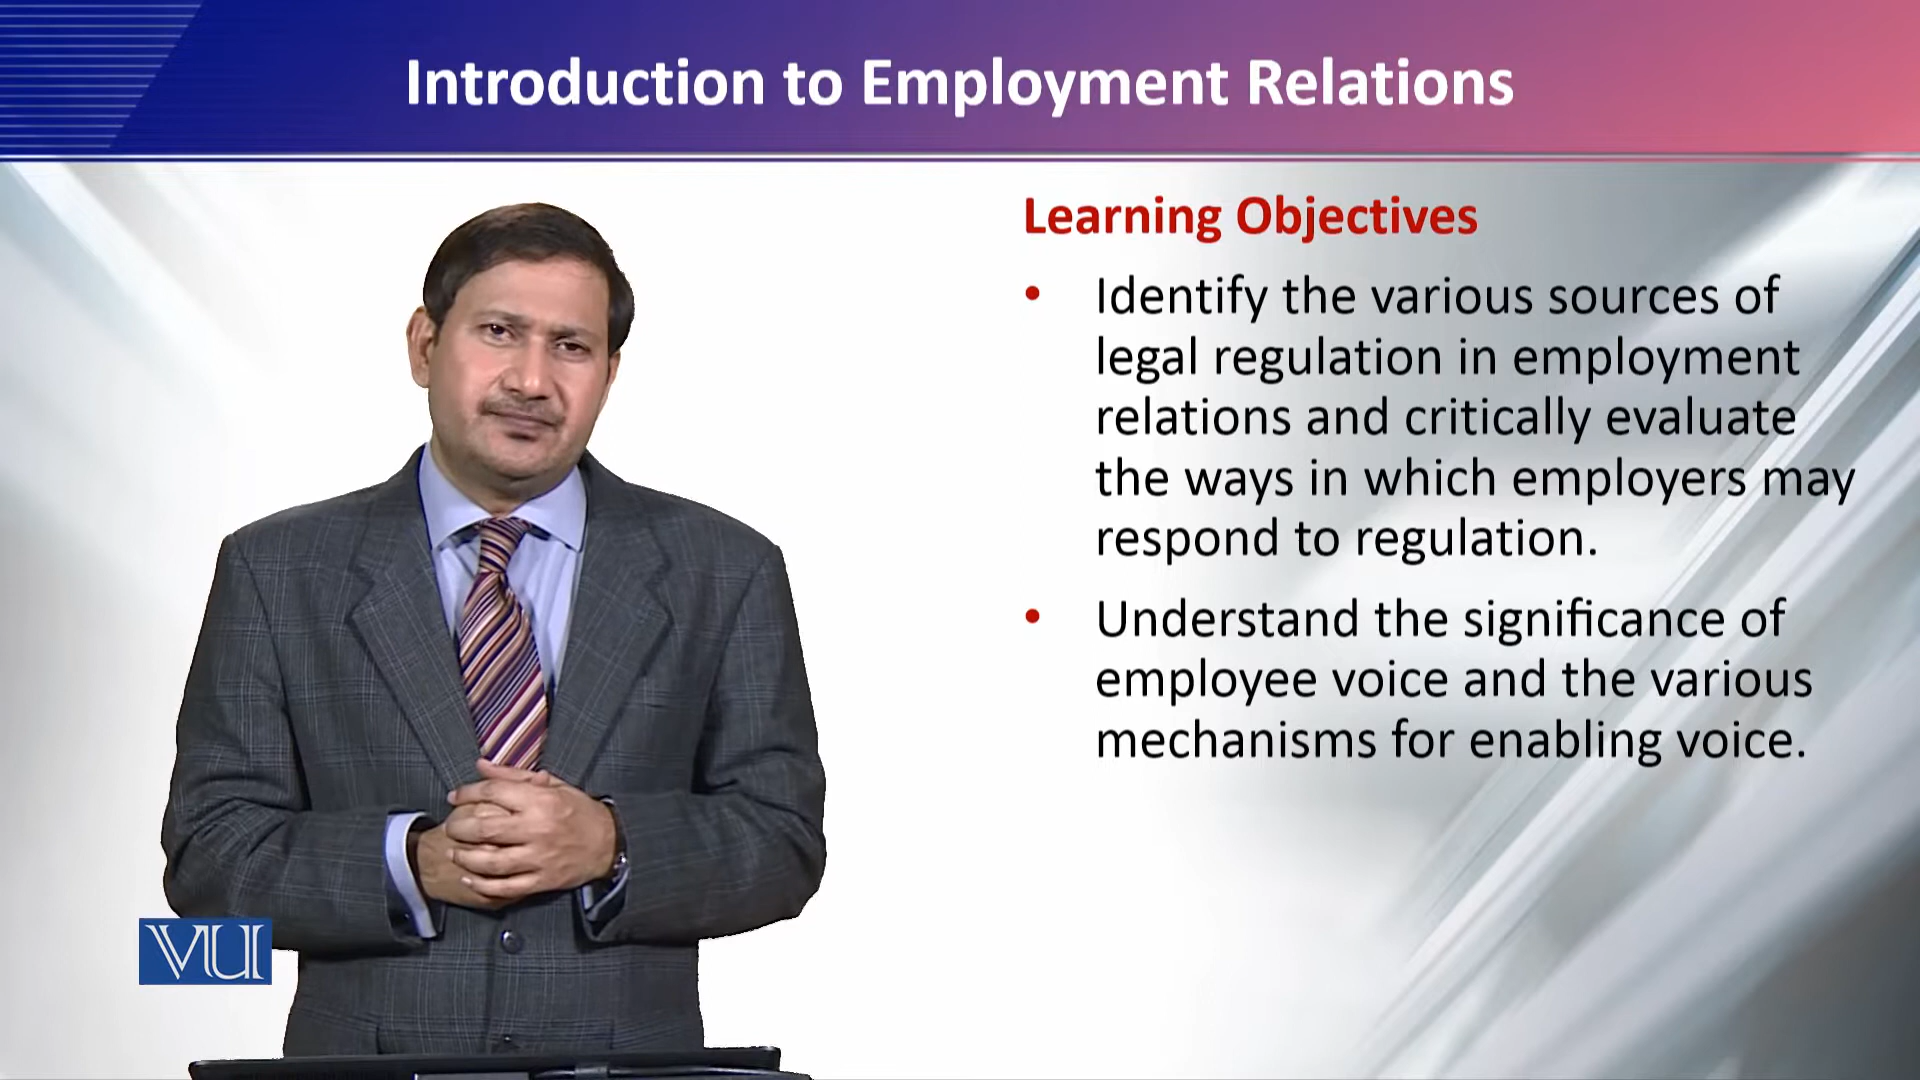 Introduction to Employment Relations
Learning Objectives
• Identify the various sources of
legal regulation in employment
relations and critically evaluate
the ways in which employers may
respond to regulation.
• Understand the significance of
employee voice and the various
mechanisms for enabling voice.
VU